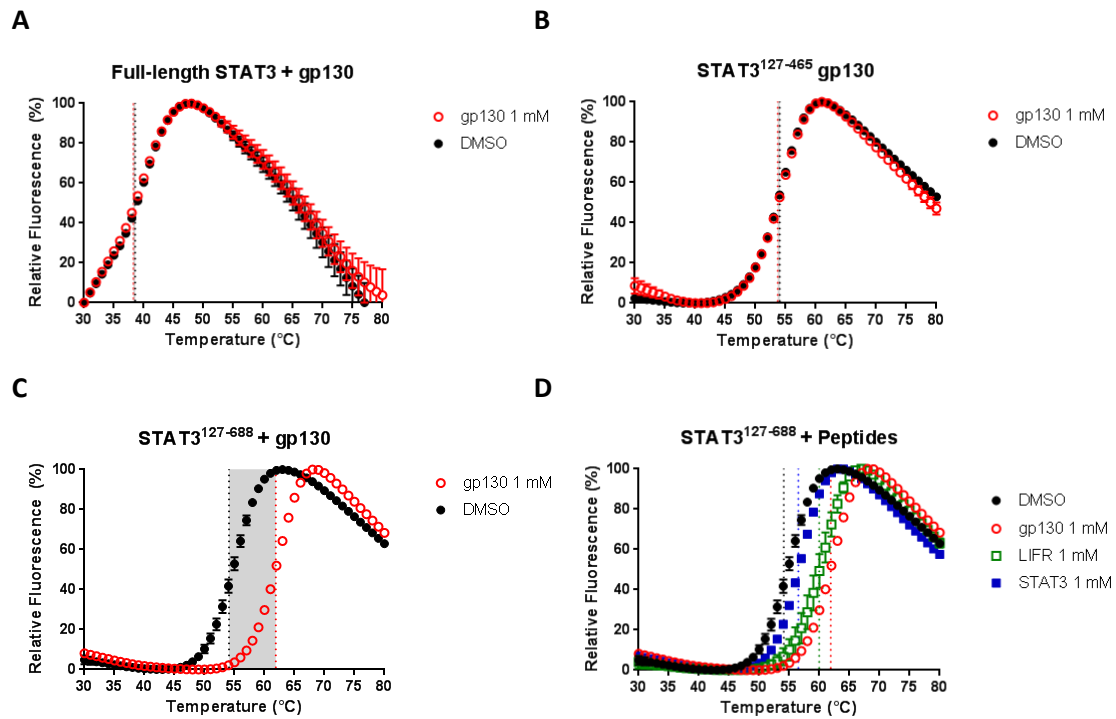 A
Full-length STAT3 + gp130
Relative Fluorescence (%)
100
80
60
40
20
0
30 35 40 45 50 55 60 65 70 75 80
Temperature (°C)
gp130 1 mM
DMSO
B
STAT3127-465 gp130
Relative Fluorescence (%)
100
80
60
40
20
0
30 35 40 45 50 55 60 65 70 75 80
Temperature (°C)
gp130 1 mM
DMSO
C
STAT3127-688 + gp130
Relative Fluorescence (%)
100
80
60
40
20
0
30 35 40 45 50 55 60 65 70 75 80
Temperature (°C)
gp130 1 mM
DMSO
D
STAT3127-688 + Peptides
Relative Fluorescence (%)
100
80
60
40
20
0
30 35 40 45 50 55 60 65 70 75 80
Temperature (°C)
DMSO
gp130 1 mM
LIFR 1 mM
STAT3 1 mM